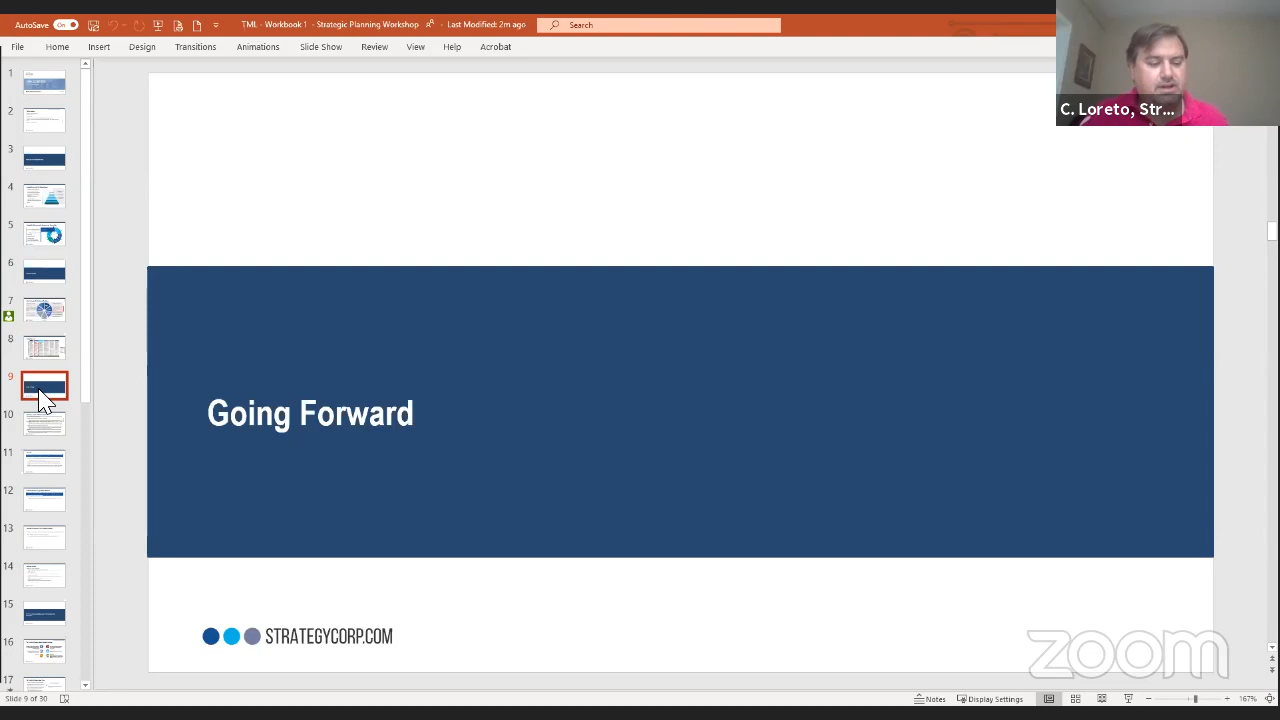 AutoSave On TML - Workbook 1 - Strategic Planning Workshop - Last Modified: 2m ago Search
File Home Insert Design Transitions Animations Slide Show Review View Help Acrobat
C. Loreto, Str...
1
2
3
4
5
6
7
8
9
10
11
12
13
14
15
16
17
Going Forward
STRATEGYCORP.COM
zoom
Slide 9 of 30 Notes Display Settings 167%